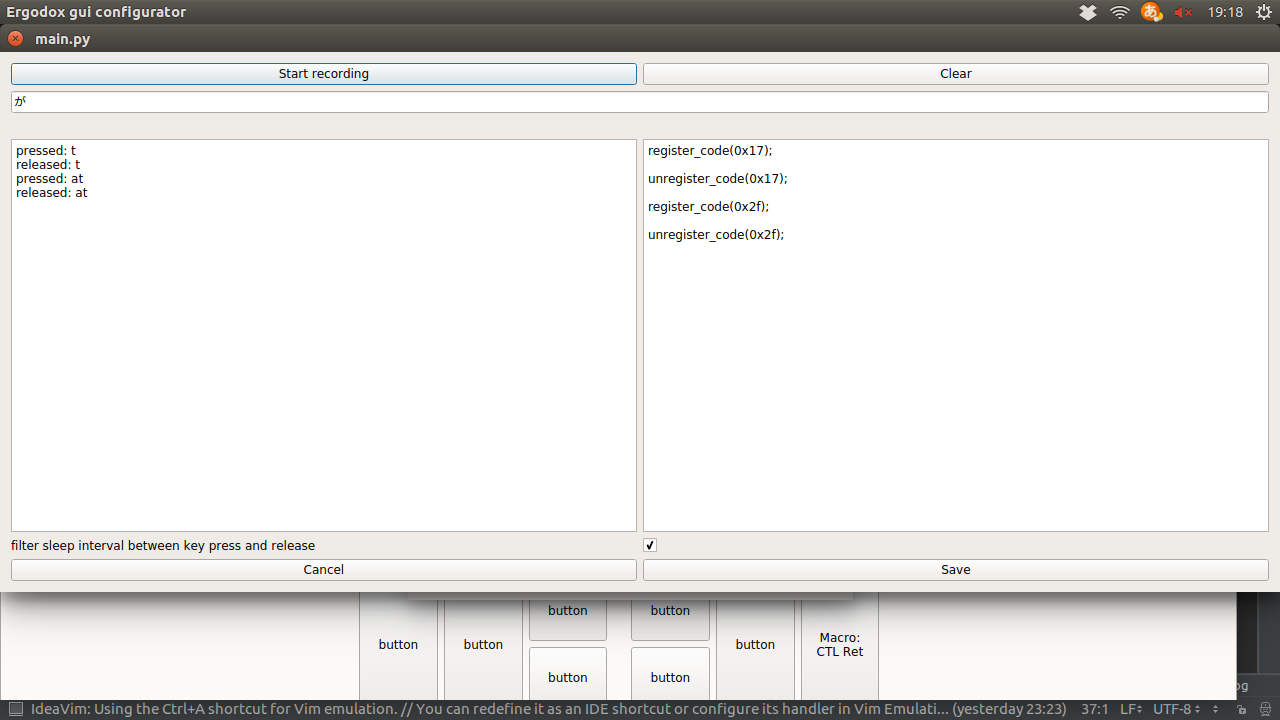 Ergodox gui configurator
あ
19:18
main.py
Start recording
Clear
が
pressed: t
released: t
pressed: at
released: at
register_code(0x17);
unregister_code(0x17);
register_code(0x2f);
unregister_code(0x2f);
filter sleep interval between key press and release
Cancel
Save
button
button
button
button
button
button
button
Macro:
CTL Ret
IdeaVim: Using the Ctrl+A shortcut for Vim emulation. // You can redefine it as an IDE shortcut or configure its handler in Vim Emulati... (yesterday 23:23) 37:1 LF UTF-8